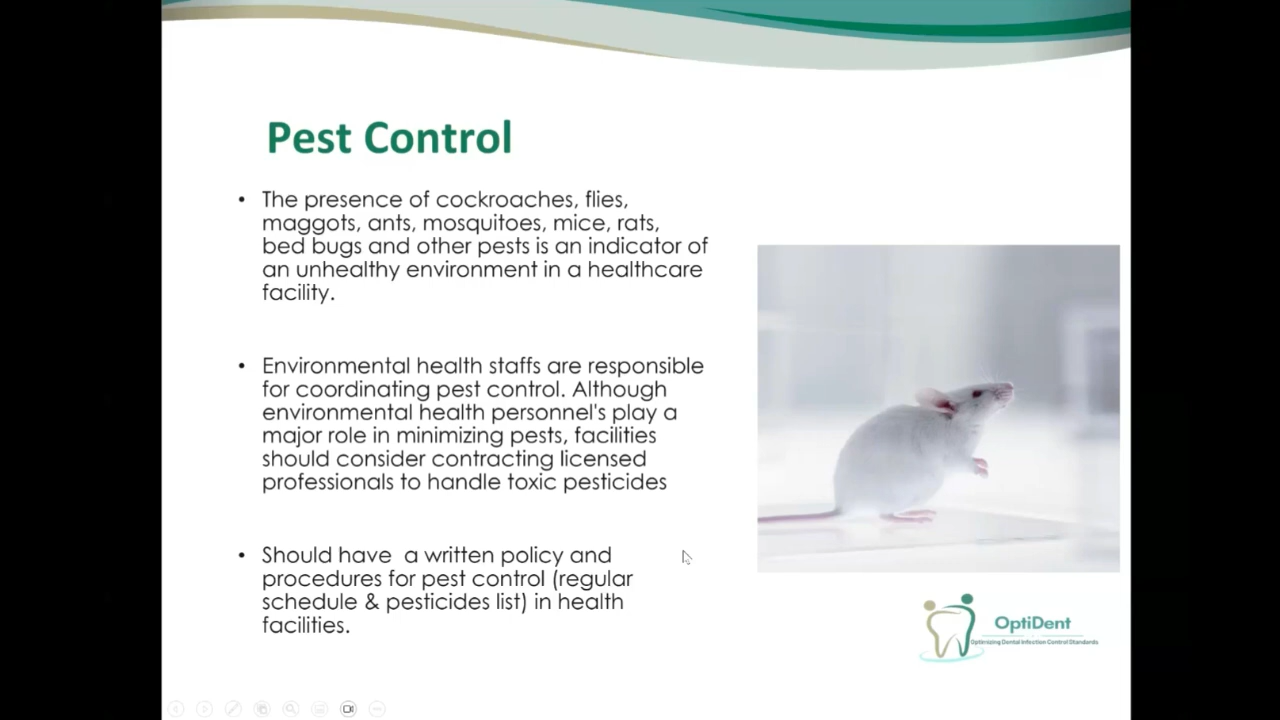 Pest Control
• The presence of cockroaches, flies,
maggots, ants, mosquitoes, mice, rats,
bed bugs and other pests is an indicator of
an unhealthy environment in a healthcare
facility.
• Environmental health staffs are responsible
for coordinating pest control. Although
environmental health personnel's play a
major role in minimizing pests, facilities
should consider contracting licensed
professionals to handle toxic pesticides
• Should have  a written policy and
procedures for pest control (regular
schedule & pesticides list) in health
facilities.
OptiDent
Optimizing Dental Infection Control Standards